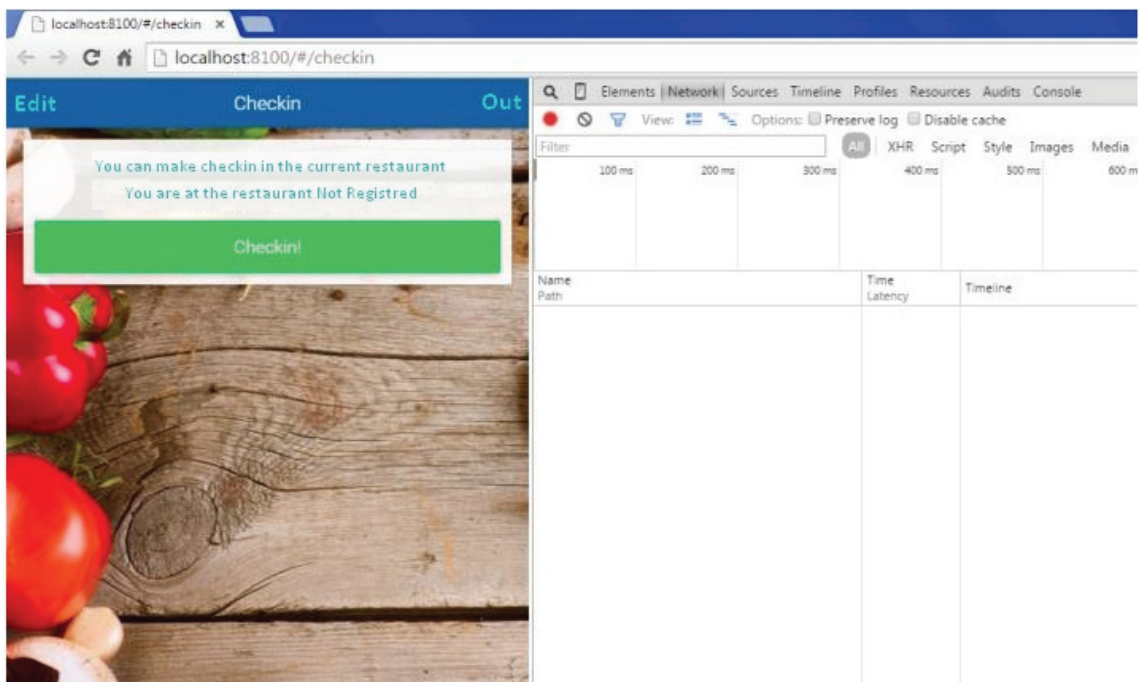 localhost:8100/#/checkin
localhost:8100/#/checkin
Edit Checkin Out
You can make checkin in the current restaurant
You are at the restaurant Not Registred
Checkin!
Elements Network Sources Timeline Profiles Resources Audits Console
View: Options: Preserve log Disable cache
Filter All XHR Script Style Images Media
100 ms 200 ms 300 ms 400 ms 500 ms 600 m
Name Time Timeline
Path Latency